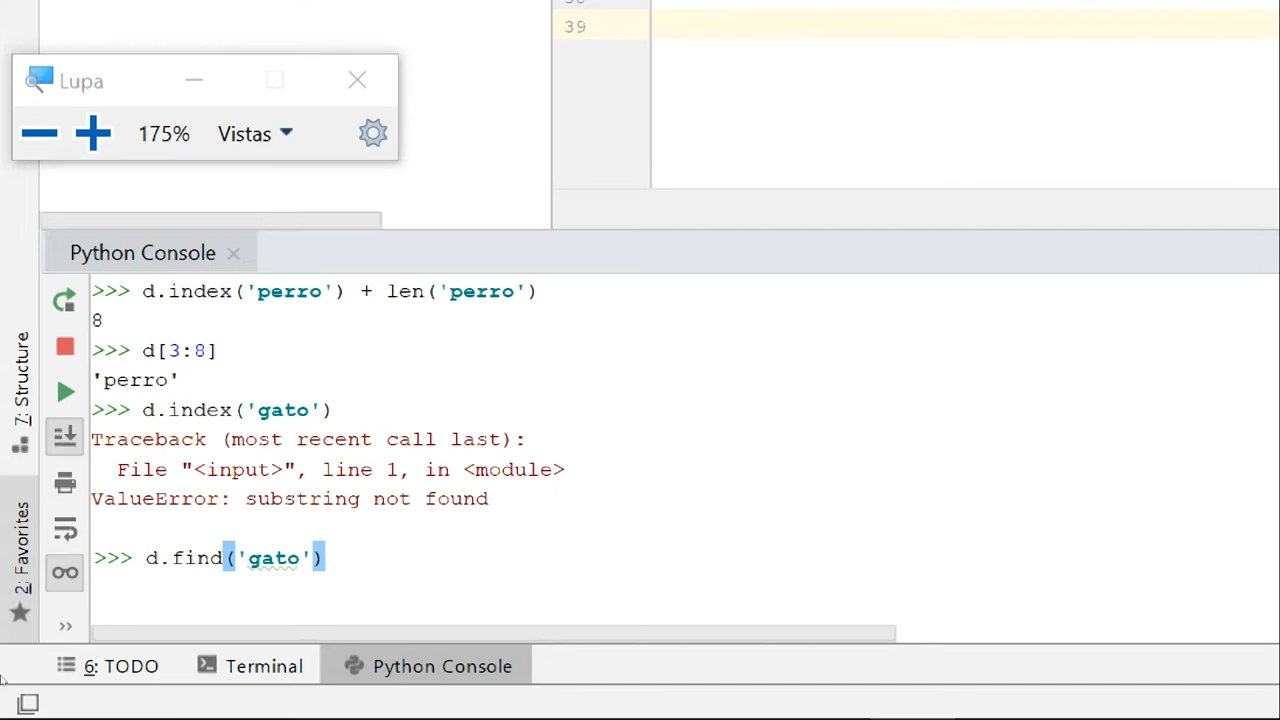 39
Lupa
175% Vistas
Python Console
>>> d.index('perro') + len('perro')
8
>>> d[3:8]
'perro'
>>> d.index('gato')
Traceback (most recent call last):
  File "<input>", line 1, in <module>
ValueError: substring not found
>>> d.find('gato')
7: Structure
2: Favorites
6: TODO
Terminal
Python Console